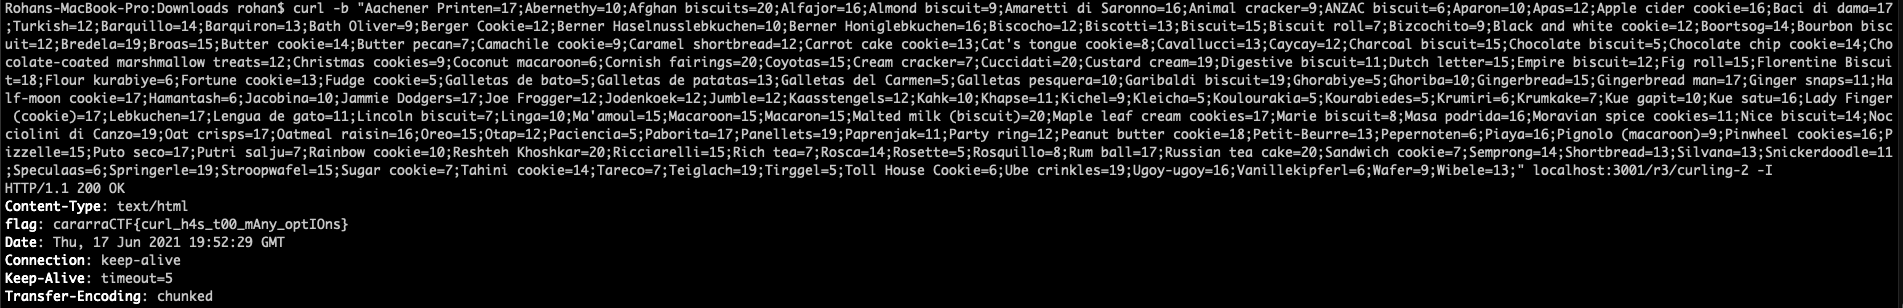 Rohans-MacBook-Pro:Downloads rohan$ curl -b "Aachener Printen=17;Abernethy=10;Afghan biscuits=20;Alfajor=16;Almond biscuit=9;Amaretti di Saronno=16;Animal cracker=9;ANZAC biscuit=6;Aparon=10;Apas=12;Apple cider cookie=16;Baci di dama=17
;Turkish=12;Barquillo=14;Barquiron=13;Bath Oliver=9;Berger Cookie=12;Berner Haselnusslebkuchen=10;Berner Honiglebkuchen=16;Biscocho=12;Biscotti=13;Biscuit=15;Biscuit roll=7;Bizcochito=9;Black and white cookie=12;Boortsog=14;Bourbon bisc
uit=12;Bredela=19;Broas=15;Butter cookie=14;Butter pecan=7;Camachile cookie=9;Caramel shortbread=12;Carrot cake cookie=13;Cat's tongue cookie=8;Cavallucci=13;Caycay=12;Charcoal biscuit=15;Chocolate biscuit=5;Chocolate chip cookie=14;Cho
colate-coated marshmallow treats=12;Christmas cookies=9;Coconut macaroon=6;Cornish fairings=20;Coyotas=15;Cream cracker=7;Cuccidati=20;Custard cream=19;Digestive biscuit=11;Dutch letter=15;Empire biscuit=12;Fig roll=15;Florentine Biscui
t=18;Flour kurabiye=6;Fortune cookie=13;Fudge cookie=5;Galletas de bato=5;Galletas de patatas=13;Galletas del Carmen=5;Galletas pesquera=10;Garibaldi biscuit=19;Ghorabiye=5;Ghoriba=10;Gingerbread=15;Gingerbread man=17;Ginger snaps=11;Ha
lf-moon cookie=17;Hamantash=6;Jacobina=10;Jammie Dodgers=17;Joe Frogger=12;Jodenkoek=12;Jumble=12;Kaasstengels=12;Kahk=10;Khapse=11;Kichel=9;Kleicha=5;Koulourakia=5;Kourabiedes=5;Krumiri=6;Krumkake=7;Kue gapit=10;Kue satu=16;Lady Finger
(cookie)=17;Lebkuchen=17;Lengua de gato=11;Lincoln biscuit=7;Linga=10;Ma'amoul=15;Macaroon=15;Macaron=15;Malted milk (biscuit)=20;Maple leaf cream cookies=17;Marie biscuit=8;Masa podrida=16;Moravian spice cookies=11;Nice biscuit=14;Noc
ciolini di Canzo=19;Oat crisps=17;Oatmeal raisin=16;Oreo=15;Otap=12;Paciencia=5;Paborita=17;Panellets=19;Paprenjak=11;Party ring=12;Peanut butter cookie=18;Petit-Beurre=13;Pepernoten=6;Piaya=16;Pignolo (macaroon)=9;Pinwheel cookies=16;P
izzelle=15;Puto seco=17;Putri salju=7;Rainbow cookie=10;Reshteh Khoshkar=20;Ricciarelli=15;Rich tea=7;Rosca=14;Rosette=5;Rosquillo=8;Rum ball=17;Russian tea cake=20;Sandwich cookie=7;Semprong=14;Shortbread=13;Silvana=13;Snickerdoodle=11
;Speculaas=6;Springerle=19;Stroopwafel=15;Sugar cookie=7;Tahini cookie=14;Tareco=7;Teiglach=19;Tirggel=5;Toll House Cookie=6;Ube crinkles=19;Ugoy-ugoy=16;Vanillekipferl=6;Wafer=9;Wibele=13;" localhost:3001/r3/curling-2 -I
HTTP/1.1 200 OK
Content-Type: text/html
flag: cararraCTF{curl_h4s_t00_mAny_optIOns}
Date: Thu, 17 Jun 2021 19:52:29 GMT
Connection: keep-alive
Keep-Alive: timeout=5
Transfer-Encoding: chunked